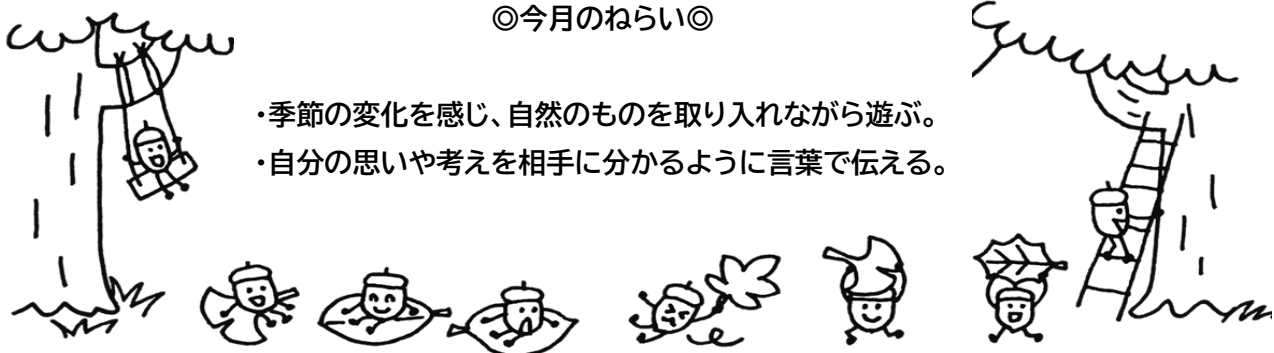 ◎今月のねらい◎
・季節の変化を感じ、自然のものを取り入れながら遊ぶ。
・自分の思いや考えを相手に分かるように言葉で伝える。